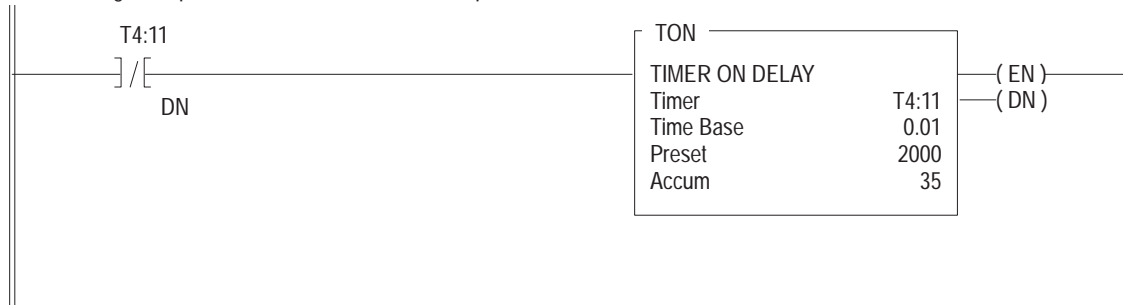 T4:11
]/[
DN
TON
TIMER ON DELAY
Timer T4:11
Time Base 0.01
Preset 2000
Accum 35
( EN )
( DN )